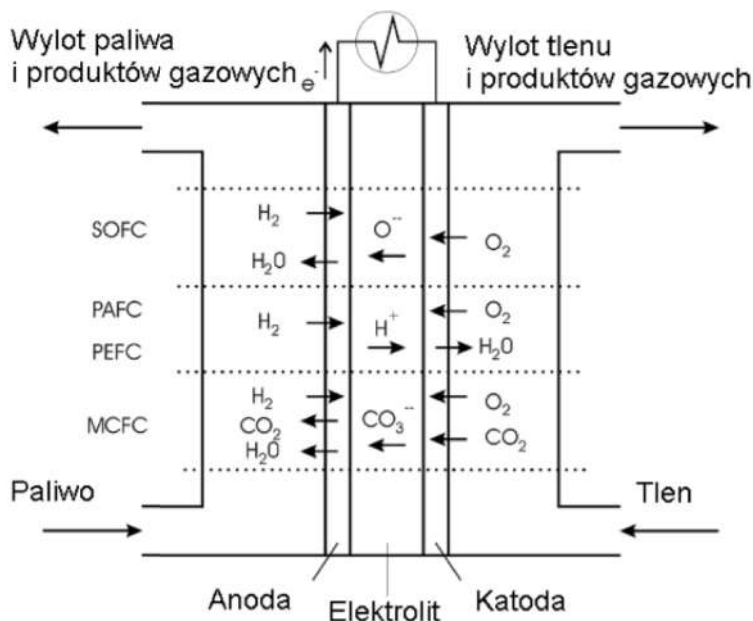 Wylot paliwa
i produktów gazowych
e⁻
Wylot tlenu
i produktów gazowych
SOFC
H₂
O⁻⁻
O₂
H₂O
PAFC
PEFC
H₂
H⁺
O₂
H₂O
MCFC
H₂
CO₂
H₂O
CO₃⁻⁻
O₂
CO₂
Paliwo
Tlen
Anoda
Elektrolit
Katoda